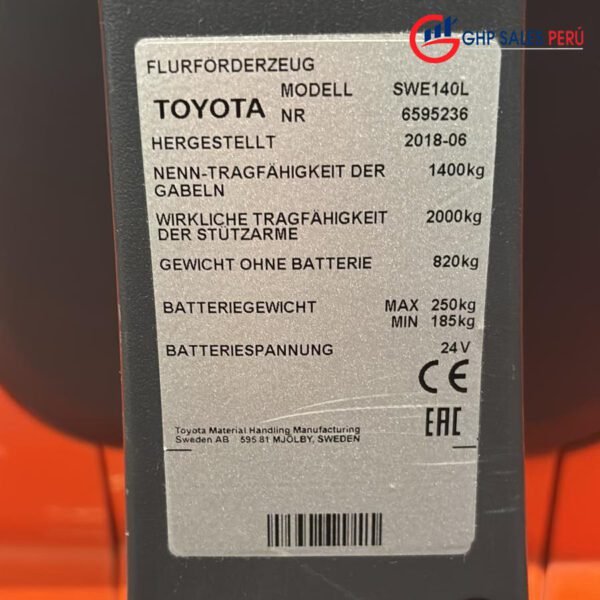 GHP SALES PERÚ
FLURFÖRDERZEUG
TOYOTA MODELL SWE140L
NR 6595236
HERGESTELLT 2018-06
NENN-TRAGFÄHIGKEIT DER 1400kg
GABELN
WIRKLICHE TRAGFÄHIGKEIT 2000kg
DER STÜTZARME
GEWICHT OHNE BATTERIE 820kg
BATTERIEGEWICHT MAX 250kg
MIN 185kg
BATTERIESPANNUNG 24V
CE
EAC
Toyota Material Handling Manufacturing
Sweden AB 595 81 MJÖLBY, SWEDEN